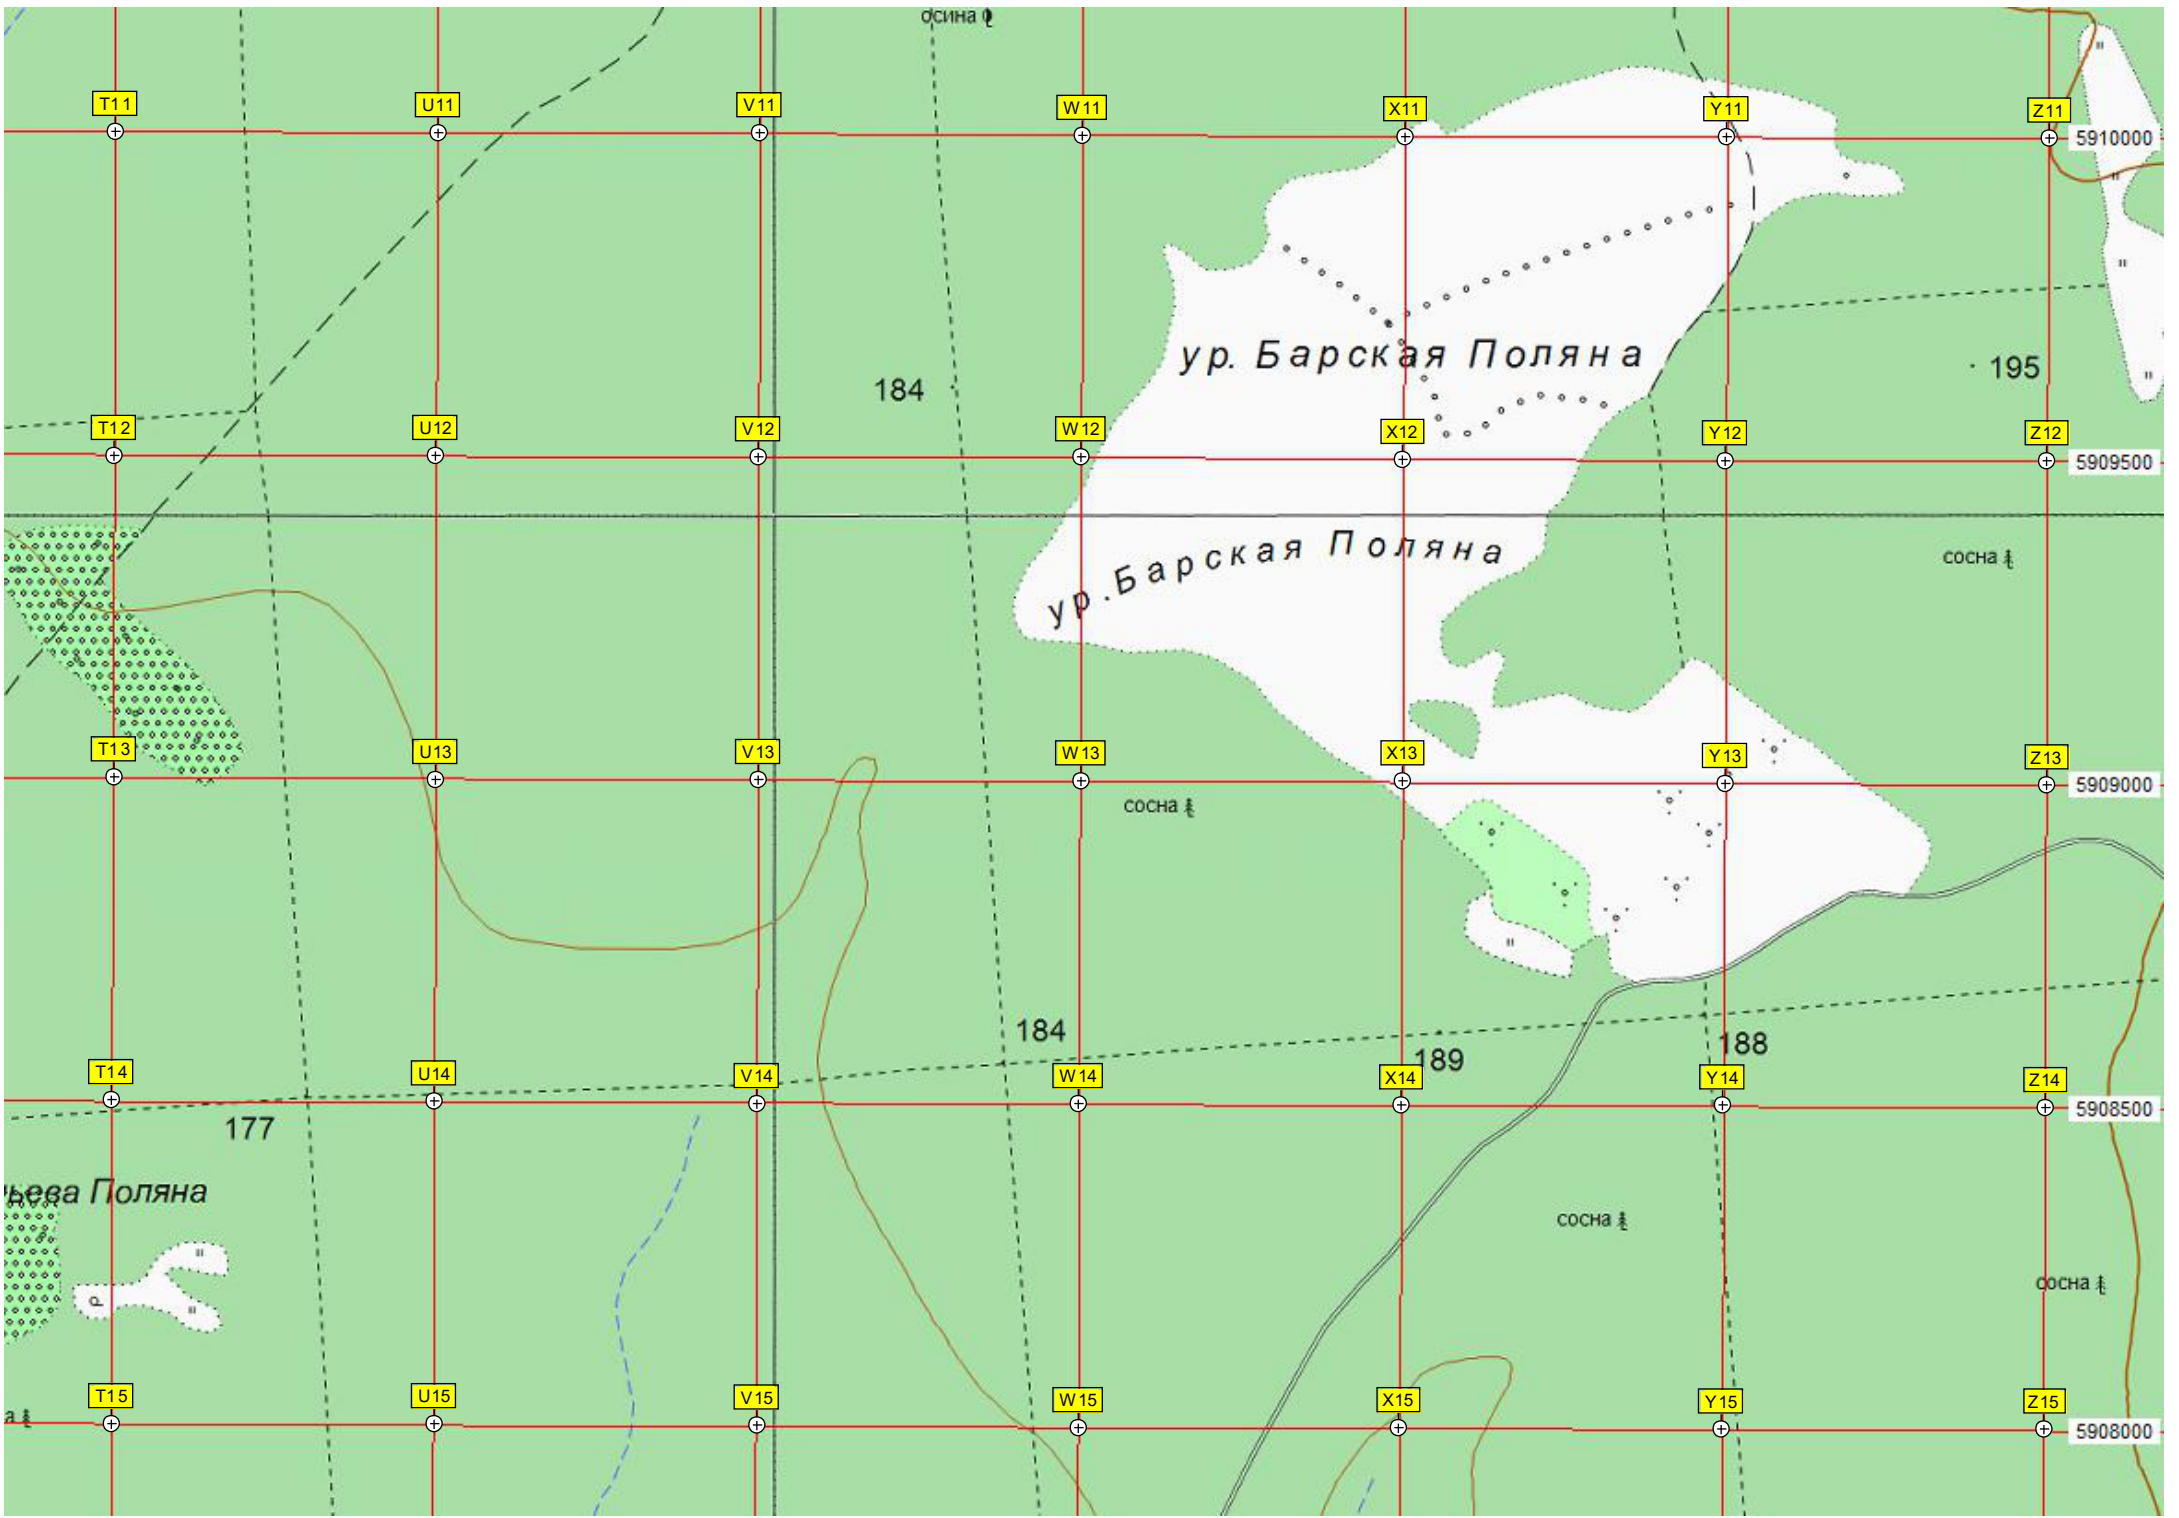 осина
T11 U11 V11 W11 X11 Y11 Z11
5910000
ур. Барская Поляна
184
195
T12 U12 V12 W12 X12 Y12 Z12
5909500
ур. Барская Поляна
сосна
T13 U13 V13 W13 X13 Y13 Z13
5909000
сосна
184
189
188
T14 U14 V14 W14 X14 Y14 Z14
5908500
177
ьева Поляна
сосна
сосна
р
T15 U15 V15 W15 X15 Y15 Z15
а
5908000